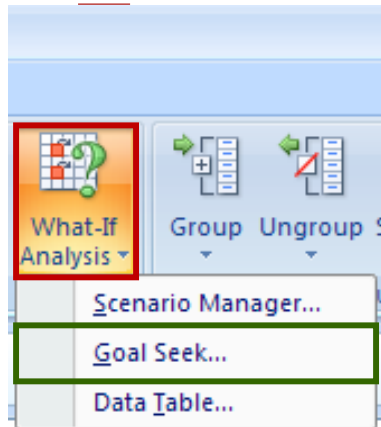 What-If
Analysis
Group
Ungroup
Scenario Manager...
Goal Seek...
Data Table...